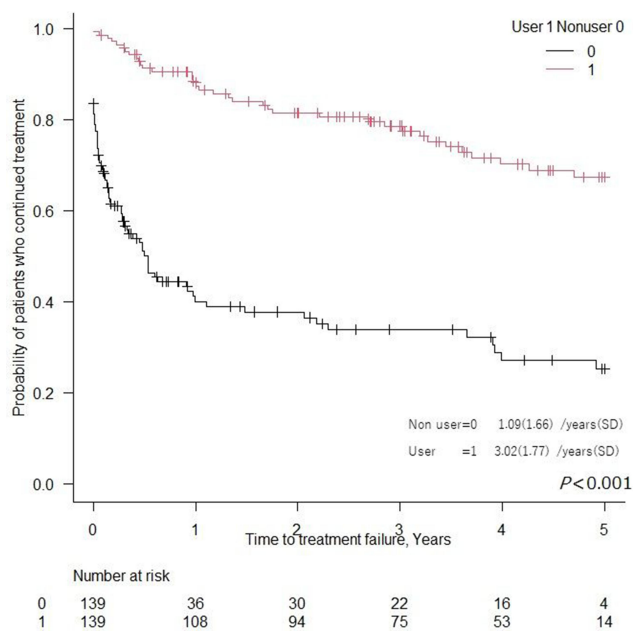 User 1 Nonuser 0
0
1
Probability of patients who continued treatment
1.0
0.8
0.6
0.4
0.2
0.0
Non user=0 1.09(1.66) /years(SD)
User =1 3.02(1.77) /years(SD)
P<0.001
0 1 2 3 4 5
Time to treatment failure, Years
Number at risk
0 139 36 30 22 16 4
1 139 108 94 75 53 14